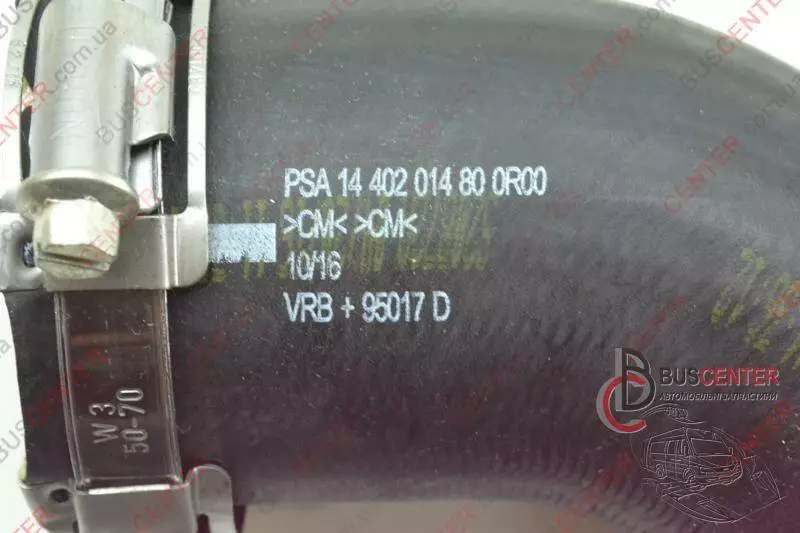 PSA 14 402 014 80 0R00
>CM< >CM<
10/16
VRB + 95017 D
W 3
50-70
BUSCENTER
АВТОМОБІЛЬНІ ЗАПЧАСТИНИ